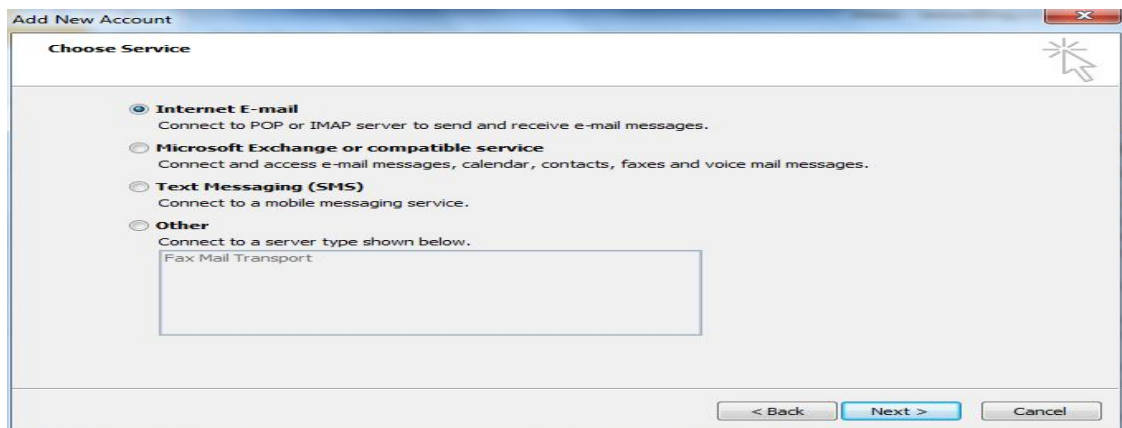 Add New Account
Choose Service
Internet E-mail
Connect to POP or IMAP server to send and receive e-mail messages.
Microsoft Exchange or compatible service
Connect and access e-mail messages, calendar, contacts, faxes and voice mail messages.
Text Messaging (SMS)
Connect to a mobile messaging service.
Other
Connect to a server type shown below.
Fax Mail Transport
< Back Next > Cancel